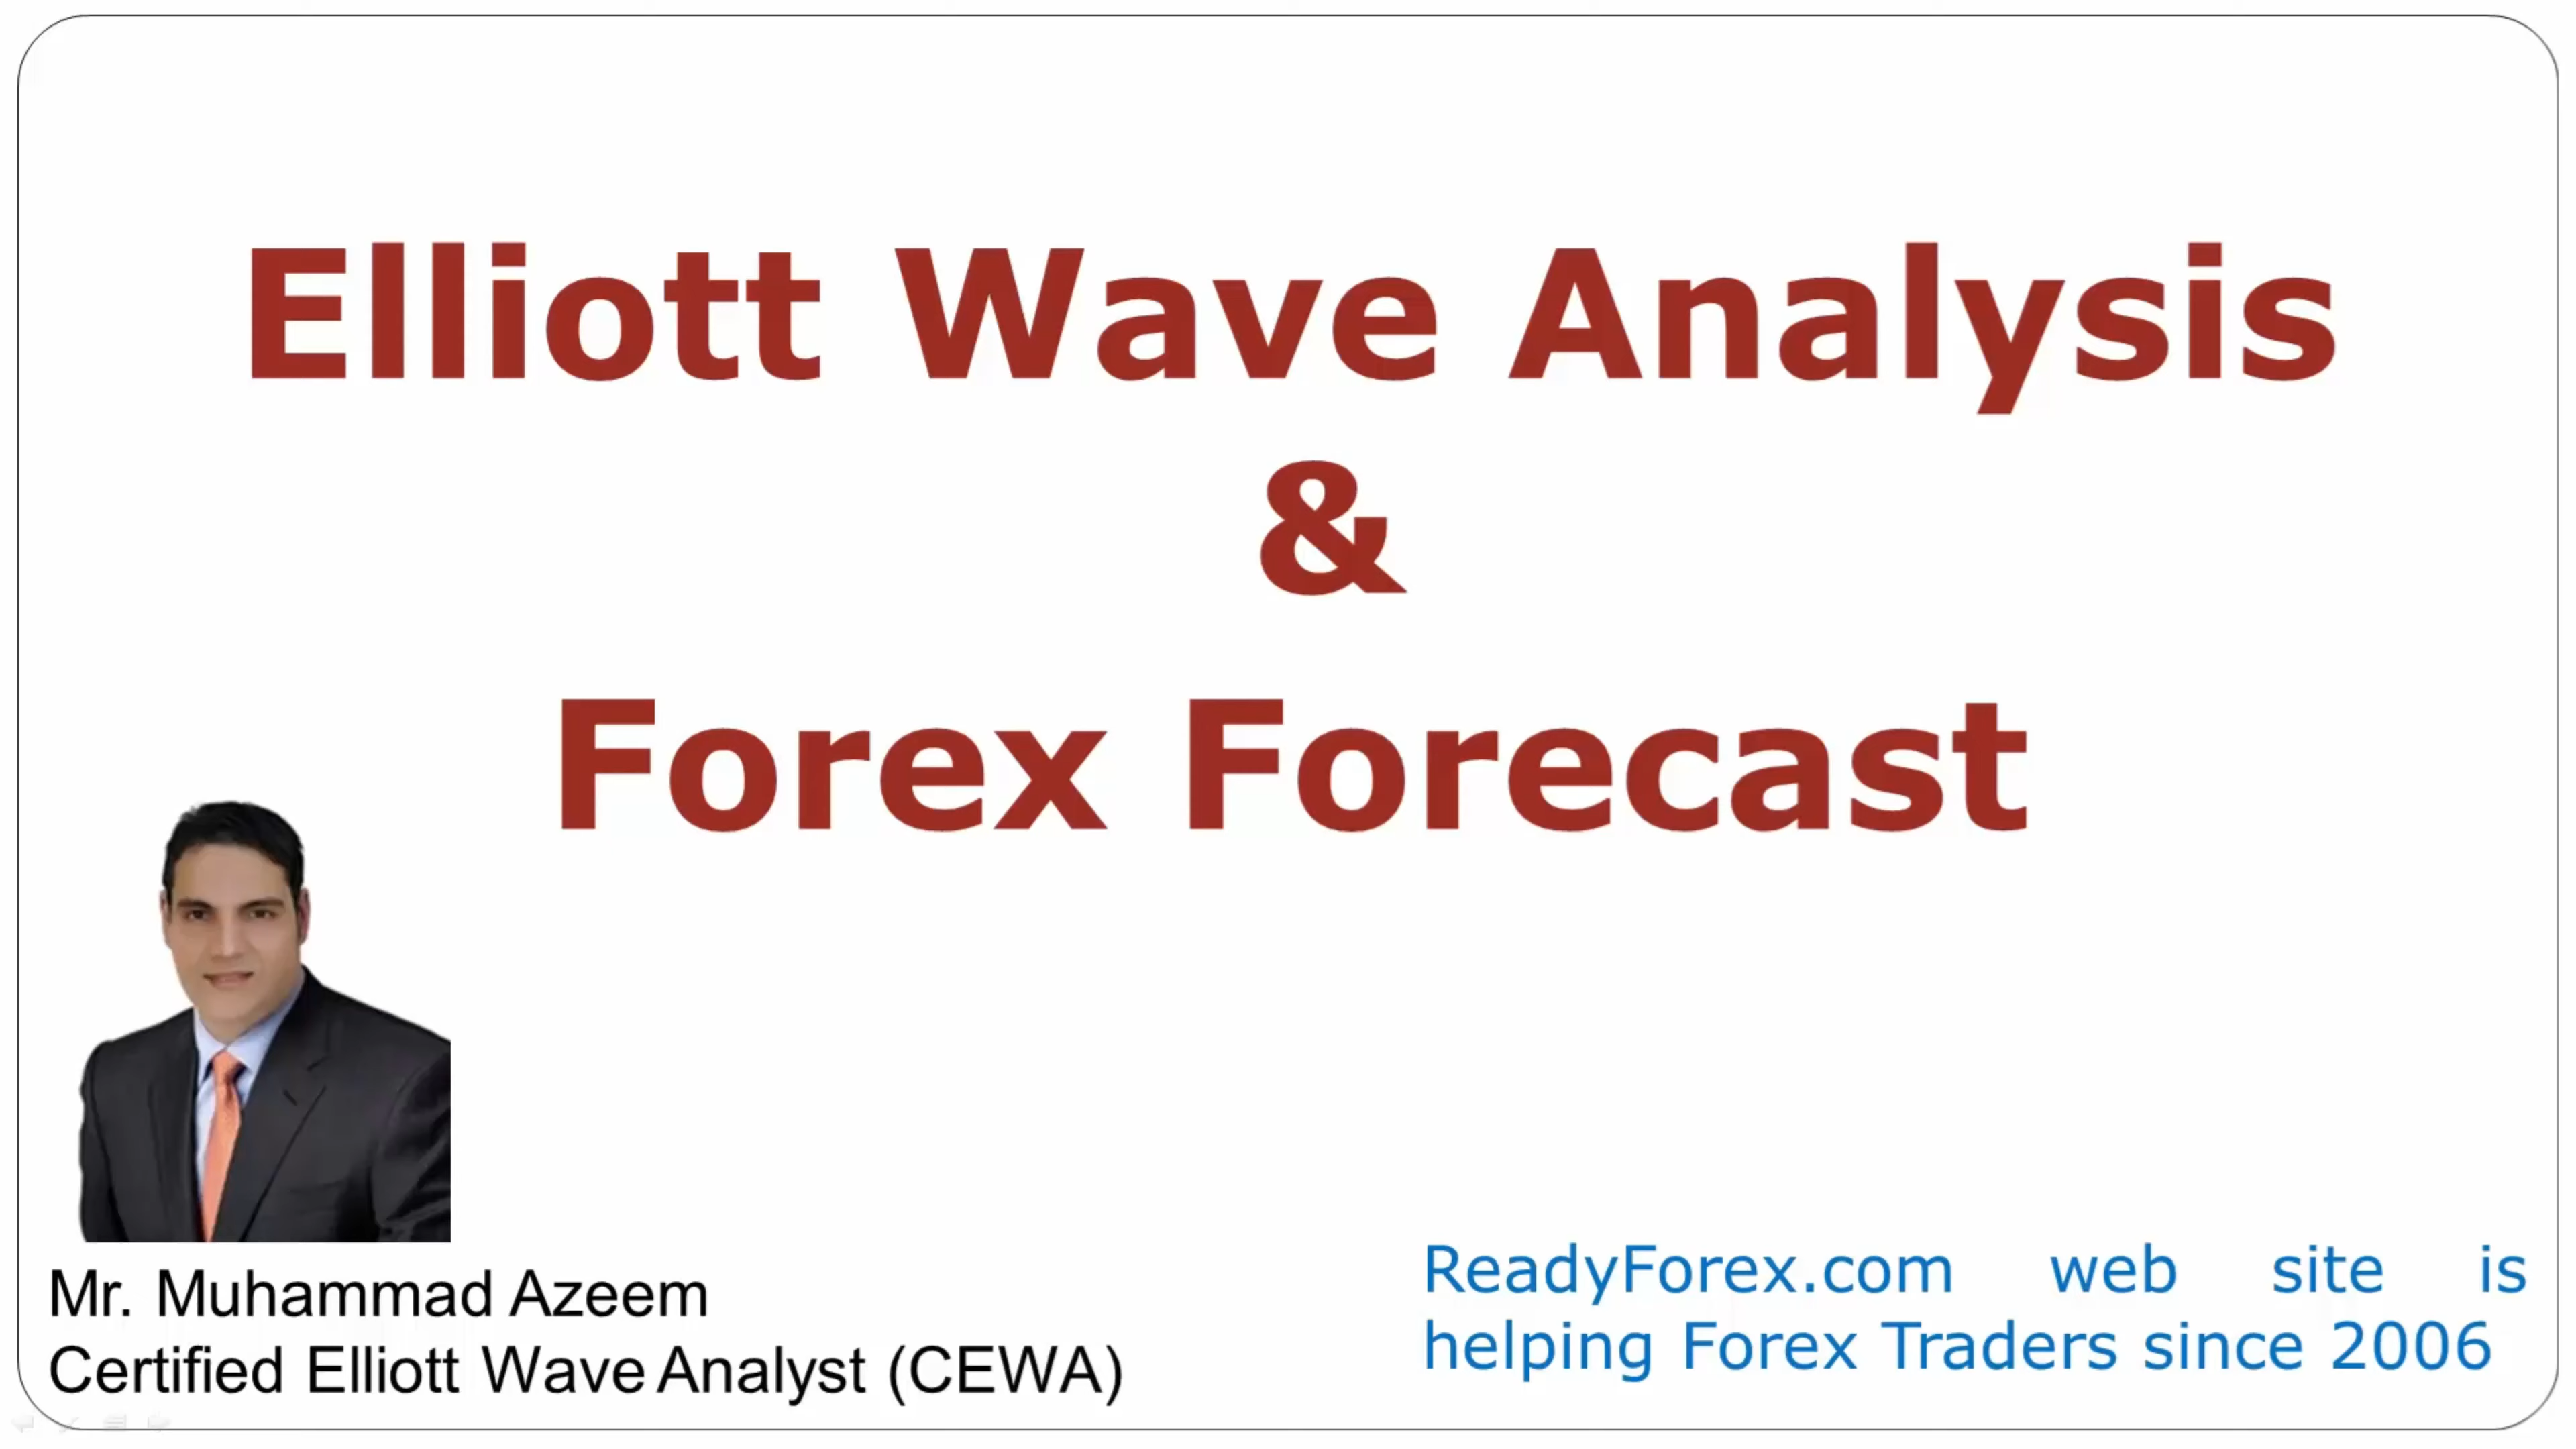 Elliott Wave Analysis
&
Forex Forecast
Mr. Muhammad Azeem
Certified Elliott Wave Analyst (CEWA)
ReadyForex.com web site is
helping Forex Traders since 2006